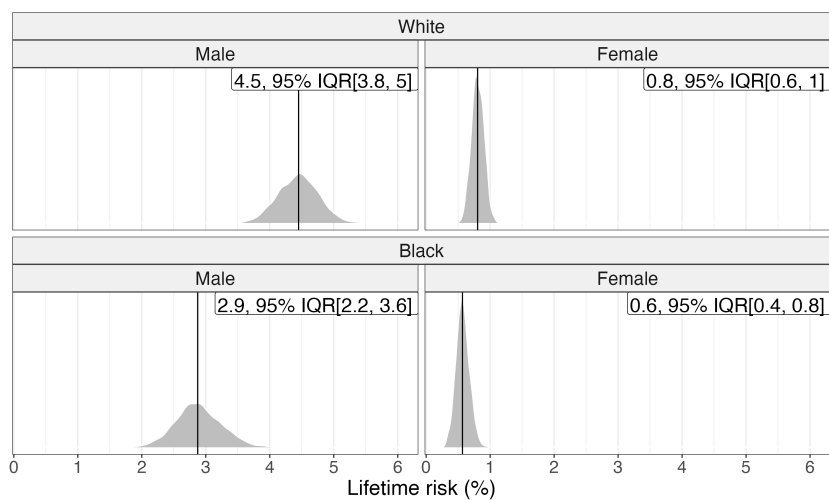 White
Male Female
4.5, 95% IQR[3.8, 5] 0.8, 95% IQR[0.6, 1]
Black
Male Female
2.9, 95% IQR[2.2, 3.6] 0.6, 95% IQR[0.4, 0.8]
0 1 2 3 4 5 6 0 1 2 3 4 5 6
Lifetime risk (%)